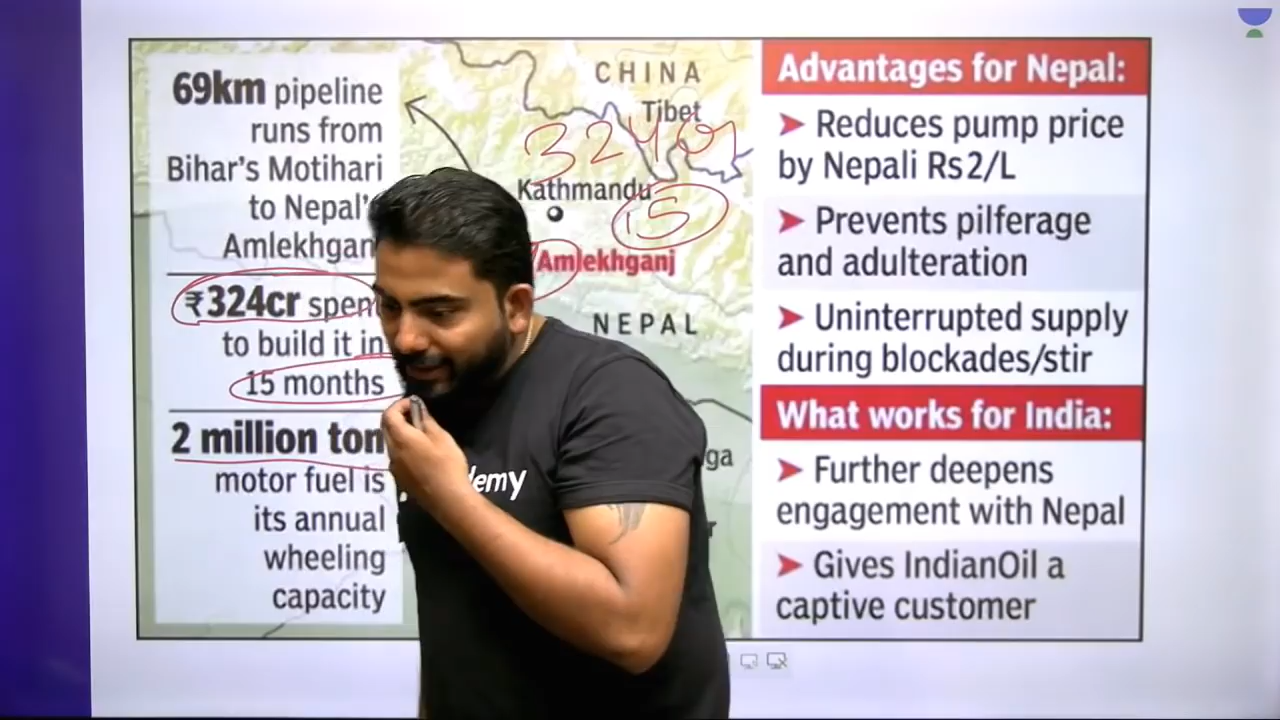 69km pipeline
runs from
Bihar's Motihari
to Nepal's
Amlekhgan
₹324cr spent
to build it in
15 months
2 million ton
motor fuel is
its annual
wheeling
capacity
CHINA
Tibet
324
Kathmandu
15
Amlekhganj
NEPAL
ga
r
demy
Advantages for Nepal:
➤ Reduces pump price
by Nepali Rs2/L
➤ Prevents pilferage
and adulteration
➤ Uninterrupted supply
during blockades/stir
What works for India:
➤ Further deepens
engagement with Nepal
➤ Gives IndianOil a
captive customer